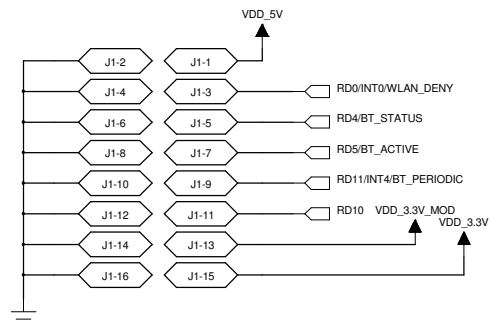 VDD_5V
J1-2 J1-1
J1-4 J1-3 RD0/INT0/WLAN_DENY
J1-6 J1-5 RD4/BT_STATUS
J1-8 J1-7 RD5/BT_ACTIVE
J1-10 J1-9 RD11/INT4/BT_PERIODIC
J1-12 J1-11 RD10 VDD_3.3V_MOD
VDD_3.3V
J1-14 J1-13
J1-16 J1-15